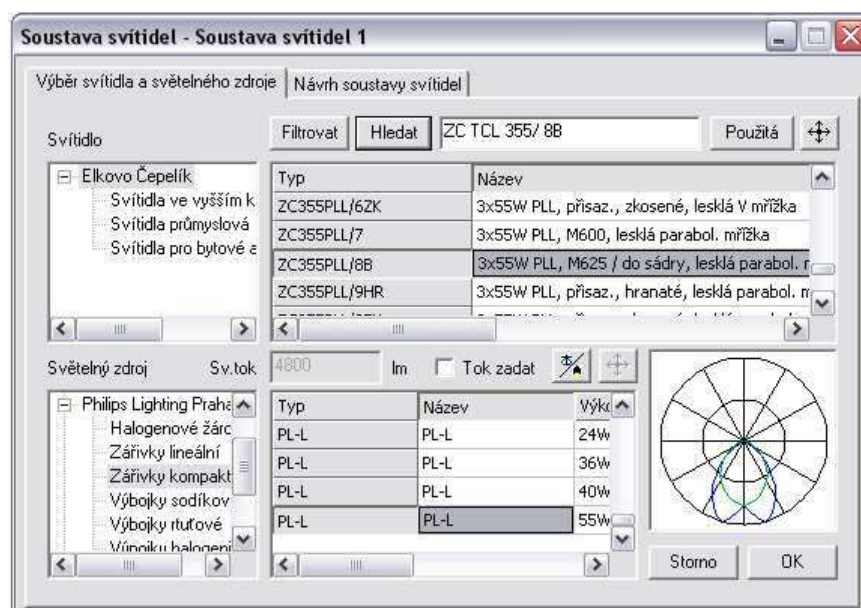 Soustava svítidel - Soustava svítidel 1
Výběr svítidla a světelného zdroje
Návrh soustavy svítidel
Svítidlo
Filtrovat
Hledat
ZC TCL 355/ 8B
Použitá
Elkovo Čepelík
Svítidla ve vyšším k
Svítidla průmyslová
Svítidla pro bytové a
Typ Název
ZC355PLL/6ZK 3x55W PLL, přisaz., zkosené, lesklá V mřížka
ZC355PLL/7 3x55W PLL, M600, lesklá parabol. mřížka
ZC355PLL/8B 3x55W PLL, M625 / do sádry, lesklá parabol.
ZC355PLL/9HR 3x55W PLL, přisaz., hranaté, lesklá parabol.
Světelný zdroj Sv.tok 4800 lm Tok zadat
Philips Lighting Praha
Halogenové žárc
Zářivky lineální
Zářivky kompakt
Výbojky sodíkov
Výbojky rtuťové
Typ Název Výkc
PL-L PL-L 24W
PL-L PL-L 36W
PL-L PL-L 40W
PL-L PL-L 55W
Storno
OK